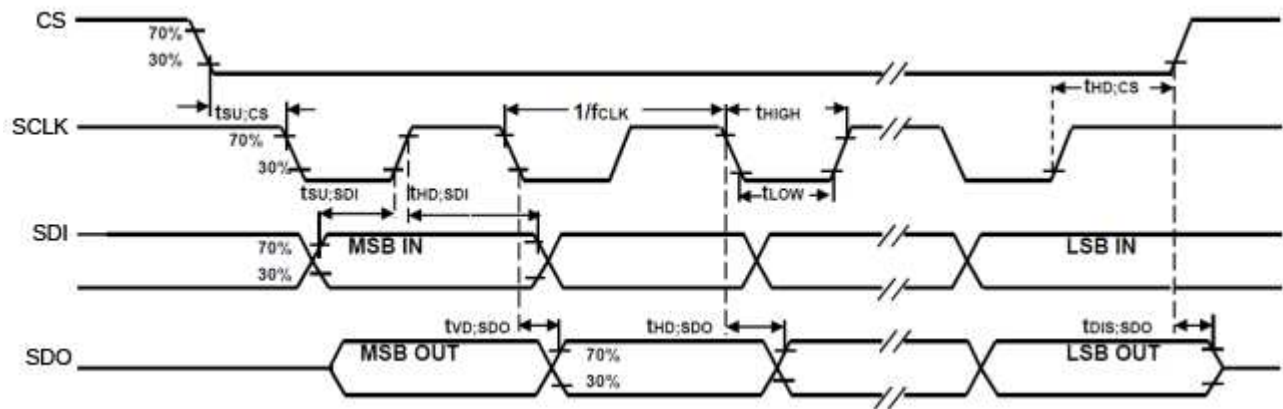 CS
70%
30%
tSU;CS
1/fCLK
tHIGH
tHD;CS
SCLK
70%
30%
tLOW
tSU;SDI
tHD;SDI
SDI
MSB IN
LSB IN
70%
30%
tVD;SDO
tHD;SDO
tDIS;SDO
SDO
MSB OUT
70%
LSB OUT
30%